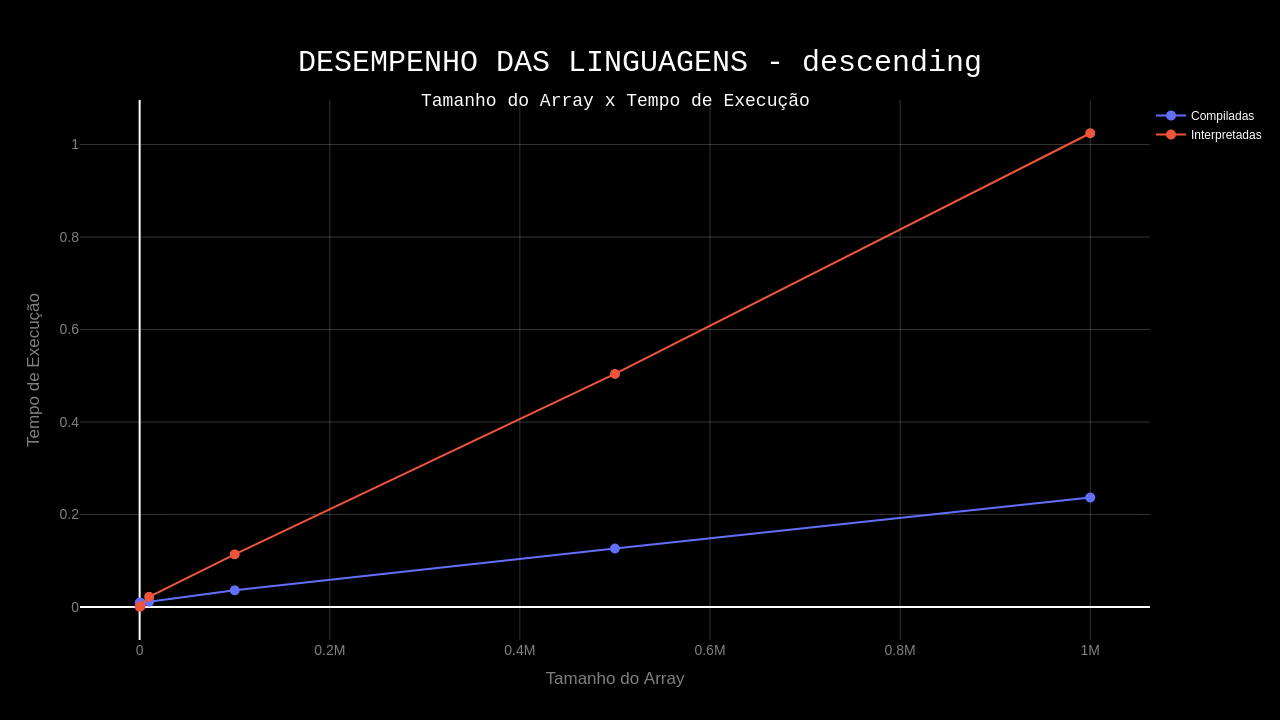 DESEMPENHO DAS LINGUAGENS - descending
Tamanho do Array x Tempo de Execução
Compiladas
Interpretadas
Tempo de Execução
1
0.8
0.6
0.4
0.2
0
0
0.2M
0.4M
0.6M
0.8M
1M
Tamanho do Array